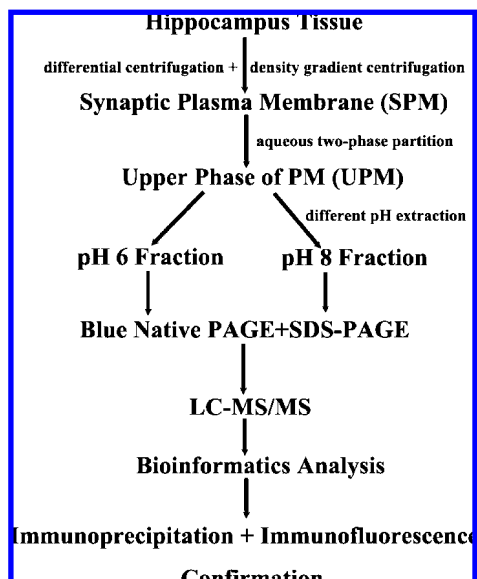 Hippocampus Tissue
differential centrifugation + density gradient centrifugation
Synaptic Plasma Membrane (SPM)
aqueous two-phase partition
Upper Phase of PM (UPM)
different pH extraction
pH 6 Fraction pH 8 Fraction
Blue Native PAGE+SDS-PAGE
LC-MS/MS
Bioinformatics Analysis
Immunoprecipitation + Immunofluorescence
Confirmation